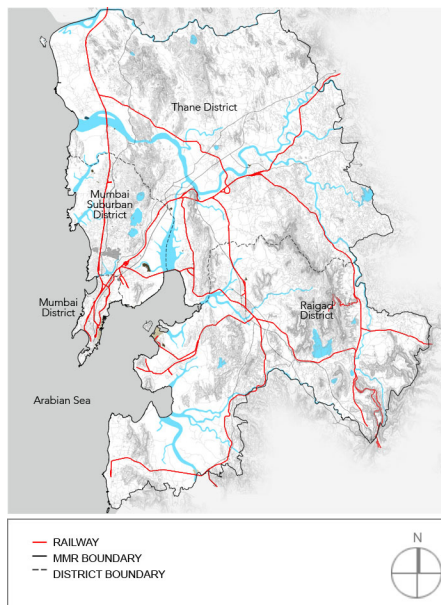 Thane District
Mumbai
Suburban
District
Mumbai
District
Raigad
District
Arabian Sea
RAILWAY
MMR BOUNDARY
DISTRICT BOUNDARY
N